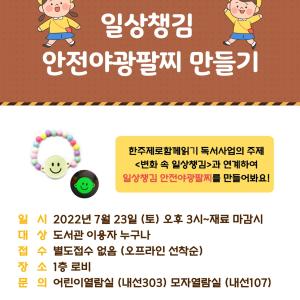 일상챙김
안전야광팔찌 만들기
한주제로함께읽기 독서사업의 주제
<변화 속 일상챙김>과 연계하여
일상챙김 안전야광팔찌를 만들어보아요!
일 시 2022년 7월 23일 (토) 오후 3시~재료 마감시
대 상 도서관 이용자 누구나
접 수 별도접수 없음 (오프라인 선착순)
장 소 1층 로비
문 의 어린이열람실 (내선303) 모자열람실 (내선107)